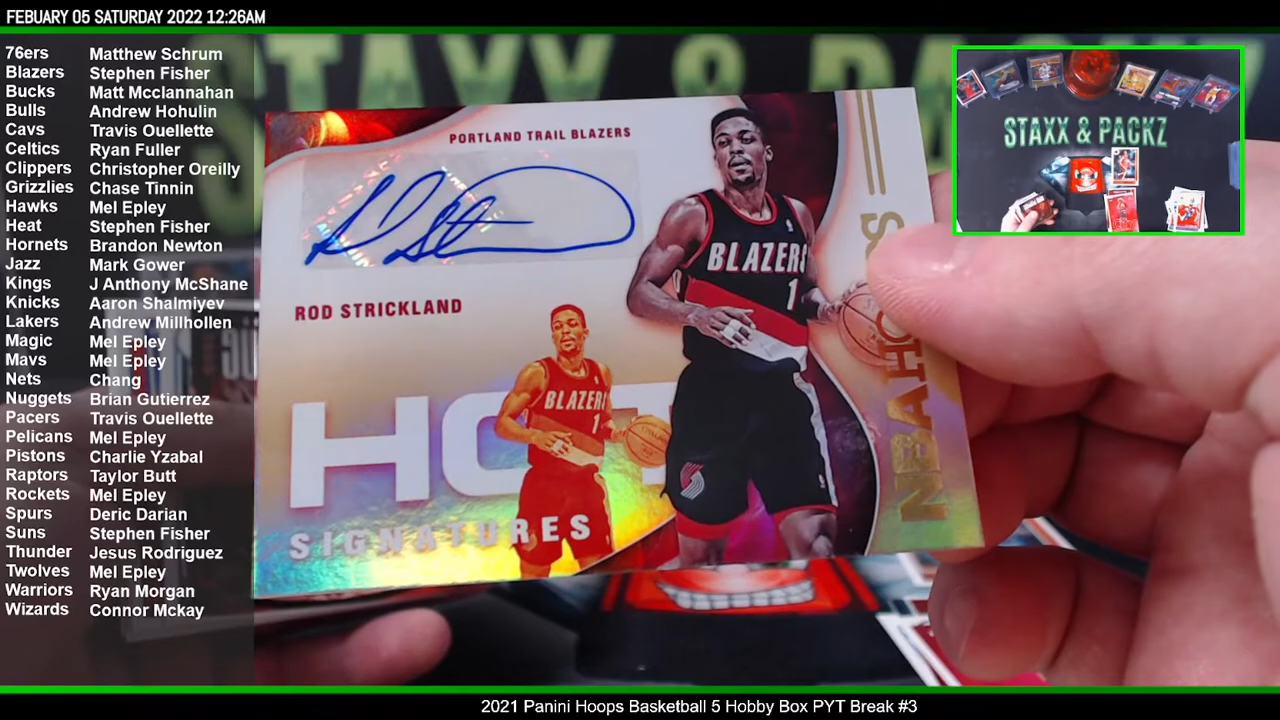 FEBUARY 05 SATURDAY 2022 12:26AM
76ers Matthew Schrum
Blazers Stephen Fisher
Bucks Matt Mcclannahan
Bulls Andrew Hohulin
Cavs Travis Ouellette
Celtics Ryan Fuller
Clippers Christopher Oreilly
Grizzlies Chase Tinnin
Hawks Mel Epley
Heat Stephen Fisher
Hornets Brandon Newton
Jazz Mark Gower
Kings J Anthony McShane
Knicks Aaron Shalmiyev
Lakers Andrew Millhollen
Magic Mel Epley
Mavs Mel Epley
Nets Chang
Nuggets Brian Gutierrez
Pacers Travis Ouellette
Pelicans Mel Epley
Pistons Charlie Yzabal
Raptors Taylor Butt
Rockets Mel Epley
Spurs Deric Darian
Suns Stephen Fisher
Thunder Jesus Rodriguez
Twolves Mel Epley
Warriors Ryan Morgan
Wizards Connor Mckay
STAXX & PACKZ
PORTLAND TRAIL BLAZERS
ROD STRICKLAND
BLAZERS
1
BLAZERS
1
SIGNATURES
STAXX & PACKZ
2021 Panini Hoops Basketball 5 Hobby Box PYT Break #3